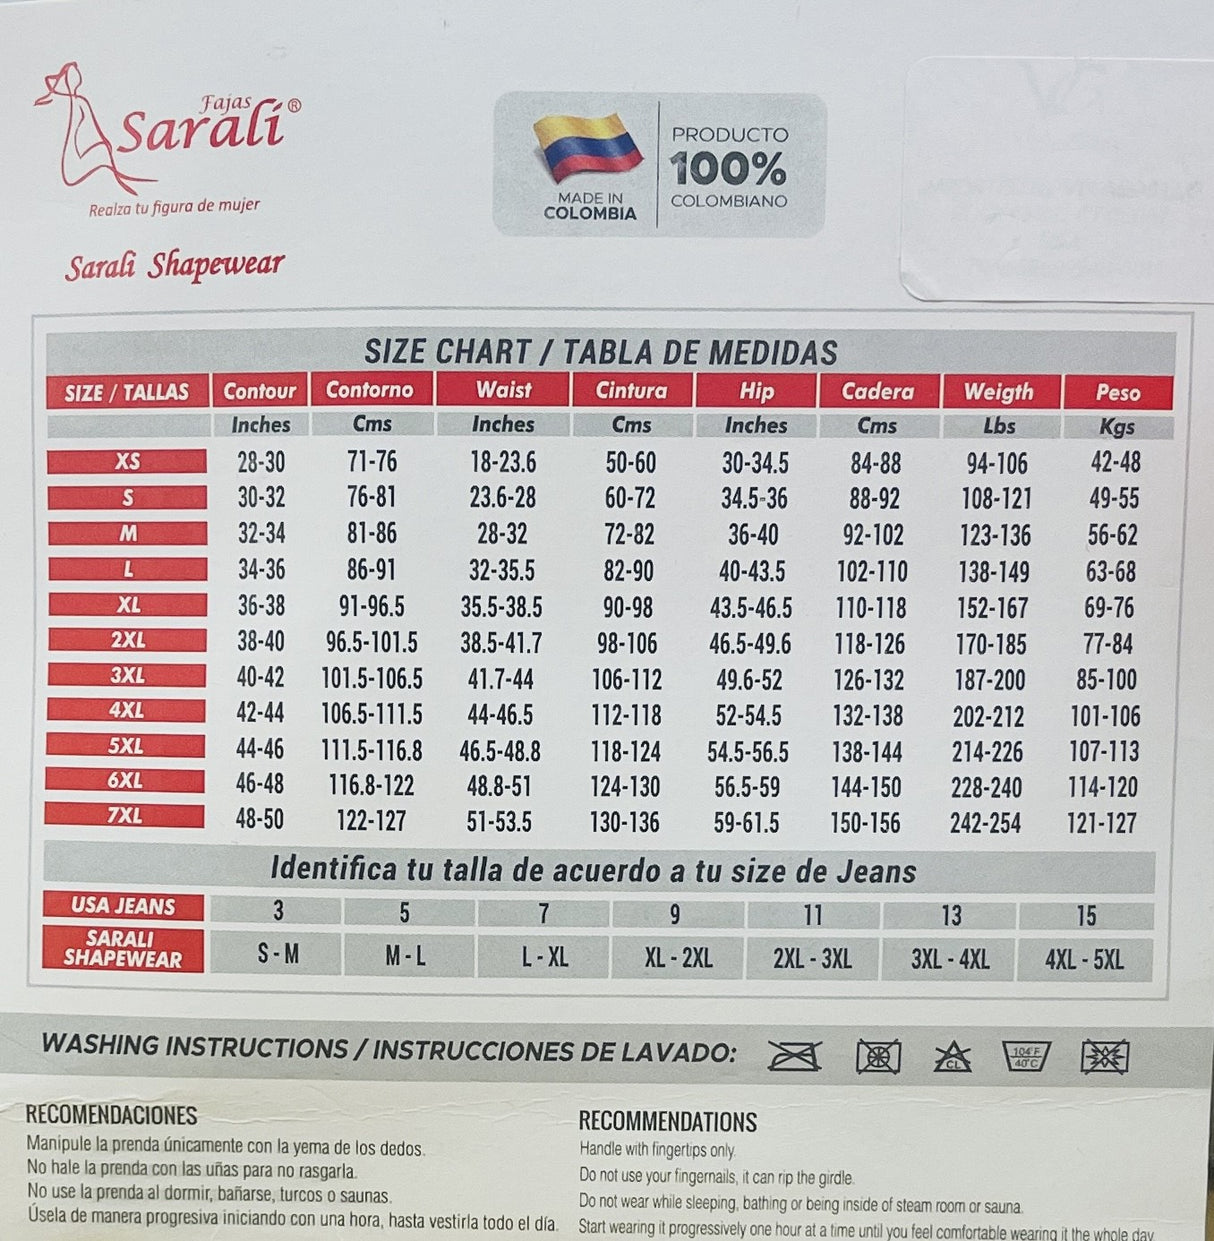 Fajas
Saralí®
Realza tu figura de mujer
Saralî Shapewear
MADE IN
COLOMBIA
PRODUCTO
100%
COLOMBIANO
SIZE CHART / TABLA DE MEDIDAS
SIZE / TALLAS Contour Contorno Waist Cintura Hip Cadera Weigth Peso
Inches Cms Inches Cms Inches Cms Lbs Kgs
XS 28-30 71-76 18-23.6 50-60 30-34.5 84-88 94-106 42-48
S 30-32 76-81 23.6-28 60-72 34.5-36 88-92 108-121 49-55
M 32-34 81-86 28-32 72-82 36-40 92-102 123-136 56-62
L 34-36 86-91 32-35.5 82-90 40-43.5 102-110 138-149 63-68
XL 36-38 91-96.5 35.5-38.5 90-98 43.5-46.5 110-118 152-167 69-76
2XL 38-40 96.5-101.5 38.5-41.7 98-106 46.5-49.6 118-126 170-185 77-84
3XL 40-42 101.5-106.5 41.7-44 106-112 49.6-52 126-132 187-200 85-100
4XL 42-44 106.5-111.5 44-46.5 112-118 52-54.5 132-138 202-212 101-106
5XL 44-46 111.5-116.8 46.5-48.8 118-124 54.5-56.5 138-144 214-226 107-113
6XL 46-48 116.8-122 48.8-51 124-130 56.5-59 144-150 228-240 114-120
7XL 48-50 122-127 51-53.5 130-136 59-61.5 150-156 242-254 121-127
Identifica tu talla de acuerdo a tu size de Jeans
USA JEANS 3 5 7 9 11 13 15
SARALI
SHAPEWEAR S - M M - L L - XL XL - 2XL 2XL - 3XL 3XL - 4XL 4XL - 5XL
WASHING INSTRUCTIONS / INSTRUCCIONES DE LAVADO:
CL
104°F
40°C
RECOMENDACIONES
Manipule la prenda únicamente con la yema de los dedos.
No hale la prenda con las uñas para no rasgarla.
No use la prenda al dormir, bañarse, turcos o saunas.
Úsela de manera progresiva iniciando con una hora, hasta vestirla todo el día.
RECOMMENDATIONS
Handle with fingertips only.
Do not use your fingernails, it can rip the girdle.
Do not wear while sleeping, bathing or being inside of steam room or sauna.
Start wearing it progressively one hour at a time until you feel comfortable wearing it the whole day.